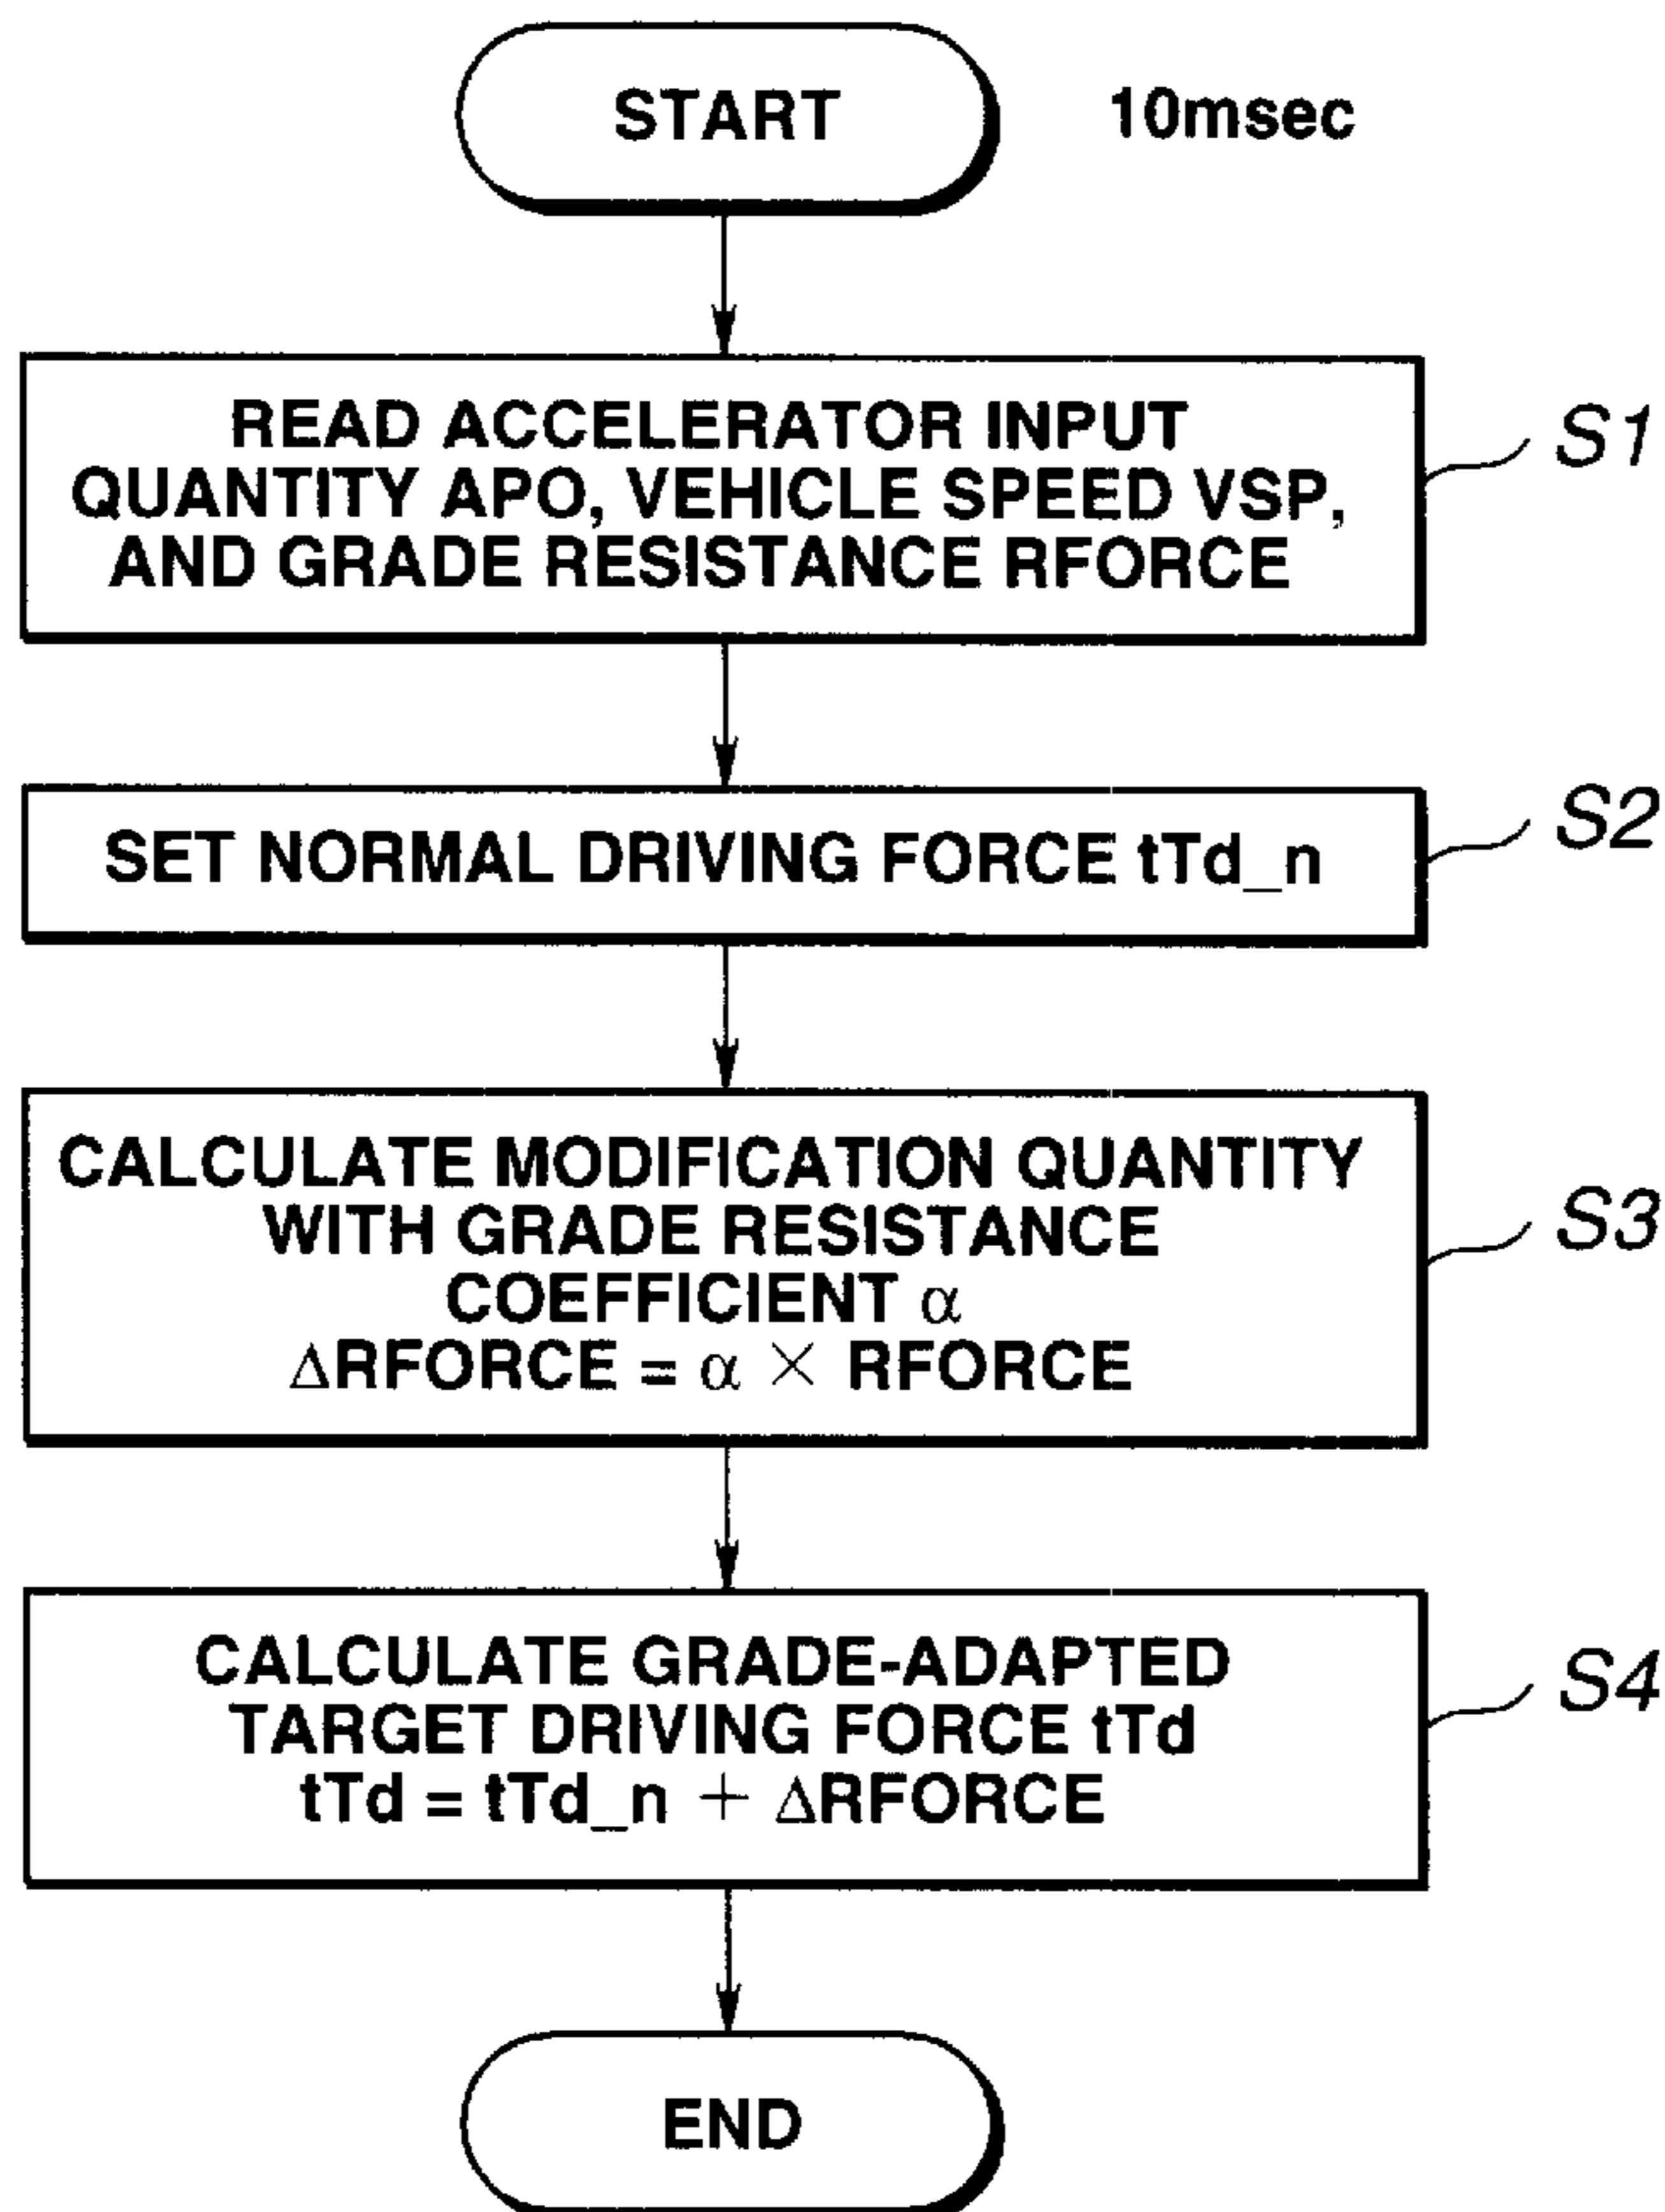 START
10msec
READ ACCELERATOR INPUT
QUANTITY APO, VEHICLE SPEED VSP,
AND GRADE RESISTANCE RFORCE
S1
SET NORMAL DRIVING FORCE tTd_n
S2
CALCULATE MODIFICATION QUANTITY
WITH GRADE RESISTANCE
COEFFICIENT α
ΔRFORCE = α × RFORCE
S3
CALCULATE GRADE-ADAPTED
TARGET DRIVING FORCE tTd
tTd = tTd_n + ΔRFORCE
S4
END